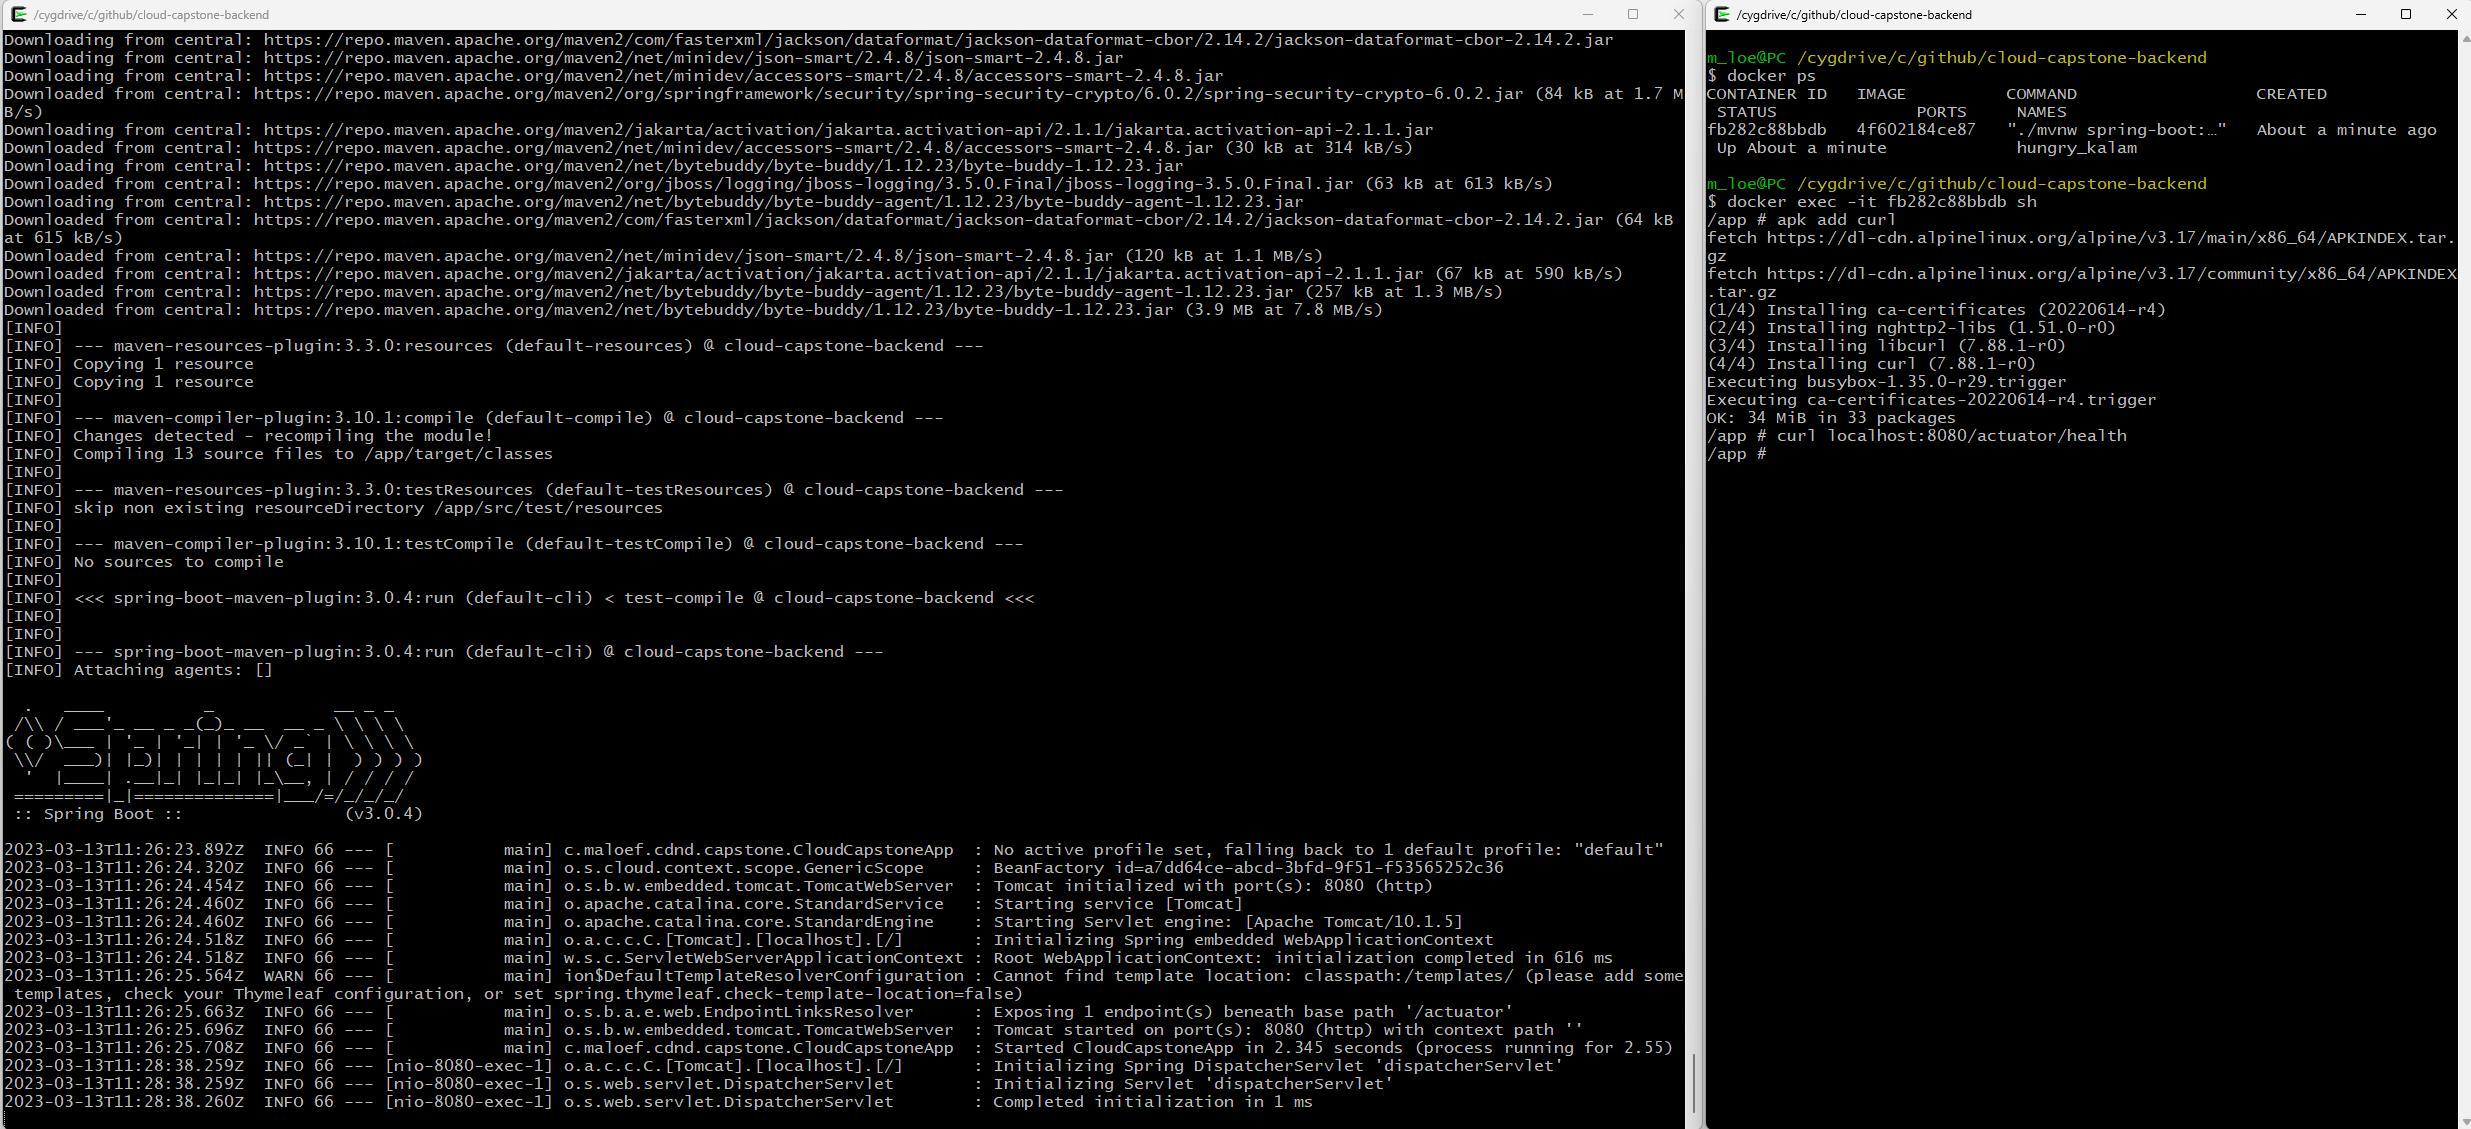 /cygdrive/c/github/cloud-capstone-backend
Downloading from central: https://repo.maven.apache.org/maven2/com/fasterxml/jackson/dataformat/jackson-dataformat-cbor/2.14.2/jackson-dataformat-cbor-2.14.2.jar
Downloading from central: https://repo.maven.apache.org/maven2/net/minidev/json-smart/2.4.8/json-smart-2.4.8.jar
Downloading from central: https://repo.maven.apache.org/maven2/net/minidev/accessors-smart/2.4.8/accessors-smart-2.4.8.jar
Downloaded from central: https://repo.maven.apache.org/maven2/org/springframework/security/spring-security-crypto/6.0.2/spring-security-crypto-6.0.2.jar (84 kB at 1.7 M
B/s)
Downloading from central: https://repo.maven.apache.org/maven2/jakarta/activation/jakarta.activation-api/2.1.1/jakarta.activation-api-2.1.1.jar
Downloaded from central: https://repo.maven.apache.org/maven2/net/minidev/accessors-smart/2.4.8/accessors-smart-2.4.8.jar (30 kB at 314 kB/s)
Downloading from central: https://repo.maven.apache.org/maven2/net/bytebuddy/byte-buddy/1.12.23/byte-buddy-1.12.23.jar
Downloaded from central: https://repo.maven.apache.org/maven2/org/jboss/logging/jboss-logging/3.5.0.Final/jboss-logging-3.5.0.Final.jar (63 kB at 613 kB/s)
Downloading from central: https://repo.maven.apache.org/maven2/net/bytebuddy/byte-buddy-agent/1.12.23/byte-buddy-agent-1.12.23.jar
Downloaded from central: https://repo.maven.apache.org/maven2/com/fasterxml/jackson/dataformat/jackson-dataformat-cbor/2.14.2/jackson-dataformat-cbor-2.14.2.jar (64 kB
at 615 kB/s)
Downloaded from central: https://repo.maven.apache.org/maven2/net/minidev/json-smart/2.4.8/json-smart-2.4.8.jar (120 kB at 1.1 MB/s)
Downloaded from central: https://repo.maven.apache.org/maven2/jakarta/activation/jakarta.activation-api/2.1.1/jakarta.activation-api-2.1.1.jar (67 kB at 590 kB/s)
Downloaded from central: https://repo.maven.apache.org/maven2/net/bytebuddy/byte-buddy-agent/1.12.23/byte-buddy-agent-1.12.23.jar (257 kB at 1.3 MB/s)
Downloaded from central: https://repo.maven.apache.org/maven2/net/bytebuddy/byte-buddy/1.12.23/byte-buddy-1.12.23.jar (3.9 MB at 7.8 MB/s)
[INFO]
[INFO] --- maven-resources-plugin:3.3.0:resources (default-resources) @ cloud-capstone-backend ---
[INFO] Copying 1 resource
[INFO] Copying 1 resource
[INFO]
[INFO] --- maven-compiler-plugin:3.10.1:compile (default-compile) @ cloud-capstone-backend ---
[INFO] Changes detected - recompiling the module!
[INFO] Compiling 13 source files to /app/target/classes
[INFO]
[INFO] --- maven-resources-plugin:3.3.0:testResources (default-testResources) @ cloud-capstone-backend ---
[INFO] skip non existing resourceDirectory /app/src/test/resources
[INFO]
[INFO] --- maven-compiler-plugin:3.10.1:testCompile (default-testCompile) @ cloud-capstone-backend ---
[INFO] No sources to compile
[INFO]
[INFO] <<< spring-boot-maven-plugin:3.0.4:run (default-cli) < test-compile @ cloud-capstone-backend <<<
[INFO]
[INFO]
[INFO] --- spring-boot-maven-plugin:3.0.4:run (default-cli) @ cloud-capstone-backend ---
[INFO] Attaching agents: []
  .   ____          _            __ _ _
 /\\ / ___'_ __ _ _(_)_ __  __ _ \ \ \ \
( ( )\___ | '_ | '_| | '_ \/ _` | \ \ \ \
 \\/  ___)| |_)| | | | | || (_| |  ) ) ) )
  '  |____| .__|_| |_|_| |_\__, | / / / /
 =========|_|==============|___/=/_/_/_/
 :: Spring Boot ::                (v3.0.4)
2023-03-13T11:26:23.892Z  INFO 66 --- [           main] c.maloef.cdnd.capstone.CloudCapstoneApp  : No active profile set, falling back to 1 default profile: "default"
2023-03-13T11:26:24.320Z  INFO 66 --- [           main] o.s.cloud.context.scope.GenericScope     : BeanFactory id=a7dd64ce-abcd-3bfd-9f51-f53565252c36
2023-03-13T11:26:24.454Z  INFO 66 --- [           main] o.s.b.w.embedded.tomcat.TomcatWebServer  : Tomcat initialized with port(s): 8080 (http)
2023-03-13T11:26:24.460Z  INFO 66 --- [           main] o.apache.catalina.core.StandardService   : Starting service [Tomcat]
2023-03-13T11:26:24.460Z  INFO 66 --- [           main] o.apache.catalina.core.StandardEngine    : Starting Servlet engine: [Apache Tomcat/10.1.5]
2023-03-13T11:26:24.518Z  INFO 66 --- [           main] o.a.c.c.C.[Tomcat].[localhost].[/]       : Initializing Spring embedded WebApplicationContext
2023-03-13T11:26:24.518Z  INFO 66 --- [           main] w.s.c.ServletWebServerApplicationContext : Root WebApplicationContext: initialization completed in 616 ms
2023-03-13T11:26:25.564Z  WARN 66 --- [           main] ion$DefaultTemplateResolverConfiguration : Cannot find template location: classpath:/templates/ (please add some
 templates, check your Thymeleaf configuration, or set spring.thymeleaf.check-template-location=false)
2023-03-13T11:26:25.663Z  INFO 66 --- [           main] o.s.b.a.e.web.EndpointLinksResolver      : Exposing 1 endpoint(s) beneath base path '/actuator'
2023-03-13T11:26:25.696Z  INFO 66 --- [           main] o.s.b.w.embedded.tomcat.TomcatWebServer  : Tomcat started on port(s): 8080 (http) with context path ''
2023-03-13T11:26:25.708Z  INFO 66 --- [           main] c.maloef.cdnd.capstone.CloudCapstoneApp  : Started CloudCapstoneApp in 2.345 seconds (process running for 2.55)
2023-03-13T11:28:38.259Z  INFO 66 --- [nio-8080-exec-1] o.a.c.c.C.[Tomcat].[localhost].[/]       : Initializing Spring DispatcherServlet 'dispatcherServlet'
2023-03-13T11:28:38.259Z  INFO 66 --- [nio-8080-exec-1] o.s.web.servlet.DispatcherServlet        : Initializing Servlet 'dispatcherServlet'
2023-03-13T11:28:38.260Z  INFO 66 --- [nio-8080-exec-1] o.s.web.servlet.DispatcherServlet        : Completed initialization in 1 ms
/cygdrive/c/github/cloud-capstone-backend
m_loe@PC /cygdrive/c/github/cloud-capstone-backend
$ docker ps
CONTAINER ID   IMAGE          COMMAND                  CREATED
 STATUS              PORTS     NAMES
fb282c88bbdb   4f602184ce87   "./mvnw spring-boot:…"   About a minute ago
 Up About a minute             hungry_kalam
m_loe@PC /cygdrive/c/github/cloud-capstone-backend
$ docker exec -it fb282c88bbdb sh
/app # apk add curl
fetch https://dl-cdn.alpinelinux.org/alpine/v3.17/main/x86_64/APKINDEX.tar.
gz
fetch https://dl-cdn.alpinelinux.org/alpine/v3.17/community/x86_64/APKINDEX
.tar.gz
(1/4) Installing ca-certificates (20220614-r4)
(2/4) Installing nghttp2-libs (1.51.0-r0)
(3/4) Installing libcurl (7.88.1-r0)
(4/4) Installing curl (7.88.1-r0)
Executing busybox-1.35.0-r29.trigger
Executing ca-certificates-20220614-r4.trigger
OK: 34 MiB in 33 packages
/app # curl localhost:8080/actuator/health
/app #